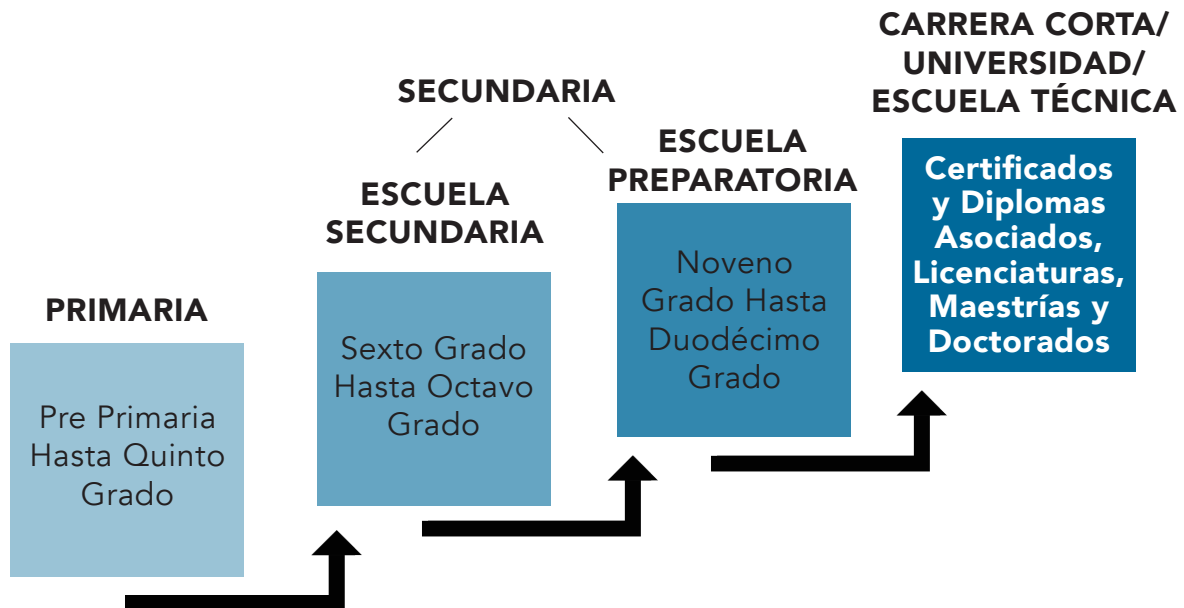 PRIMARIA
Pre Primaria
Hasta Quinto
Grado
SECUNDARIA
ESCUELA
SECUNDARIA
Sexto Grado
Hasta Octavo
Grado
ESCUELA
PREPARATORIA
Noveno
Grado Hasta
Duodécimo
Grado
CARRERA CORTA/
UNIVERSIDAD/
ESCUELA TÉCNICA
Certificados
y Diplomas
Asociados,
Licenciaturas,
Maestrías y
Doctorados